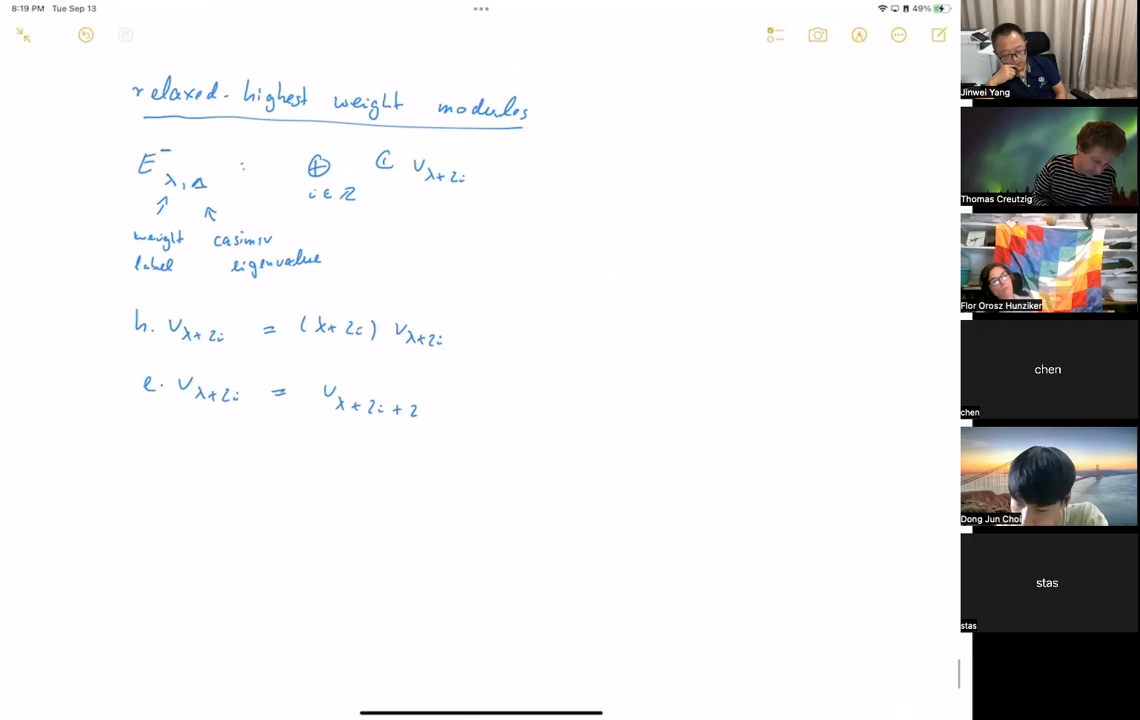 8:19 PM Tue Sep 13
49%
relaxed-highest weight modules
E⁻_{λ,Δ} : ⊕_{i∈ℤ} ℂ v_{λ+2i}
weight casimir
label eigenvalue
h. v_{λ+2i} = (λ+2i) v_{λ+2i}
e. v_{λ+2i} = v_{λ+2i+2}
Jinwei Yang
Thomas Creutzig
Flor Orosz Hunziker
chen
chen
Dong Jun Choi
stas
stas